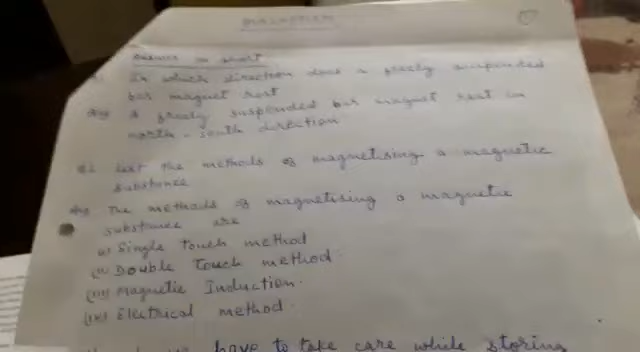 MAGNETISM
Answer in short
In which direction does a freely suspended
bar magnet rest
Ans A freely suspended bar magnet rest in
north-south direction
Q2 List the methods of magnetising a magnetic
substance
Ans The methods of magnetising a magnetic
substance are
(i) Single Touch method
(ii) Double Touch method.
(iii) Magnetic Induction.
(iv) Electrical method.
have to take care while storing